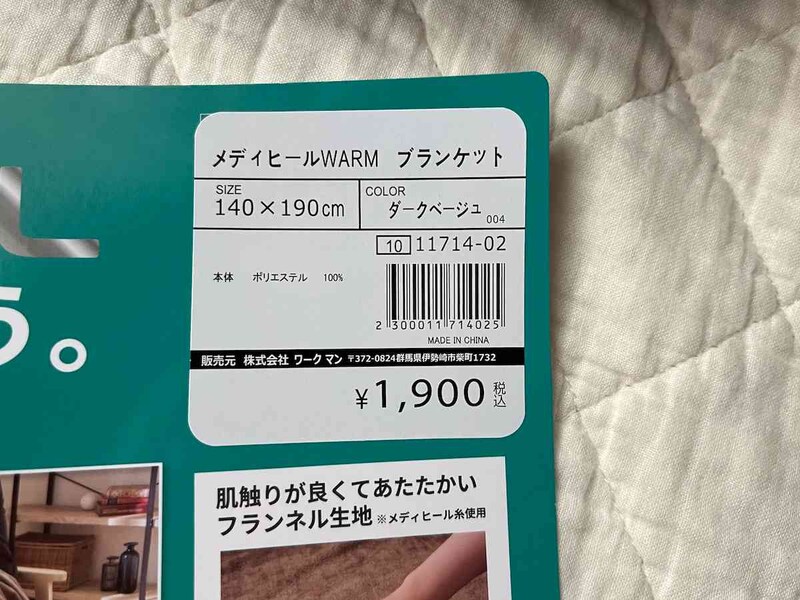 う。
メディヒールWARM ブランケット
SIZE
140×190cm
COLOR
ダークベージュ 004
10 11714-02
本体 ポリエステル 100%
2 300011 714025
MADE IN CHINA
販売元 株式会社 ワークマン 〒372-0824群馬県伊勢崎市柴町1732
¥1,900 税込
肌触りが良くてあたたかい
フランネル生地 ※メディヒール糸使用